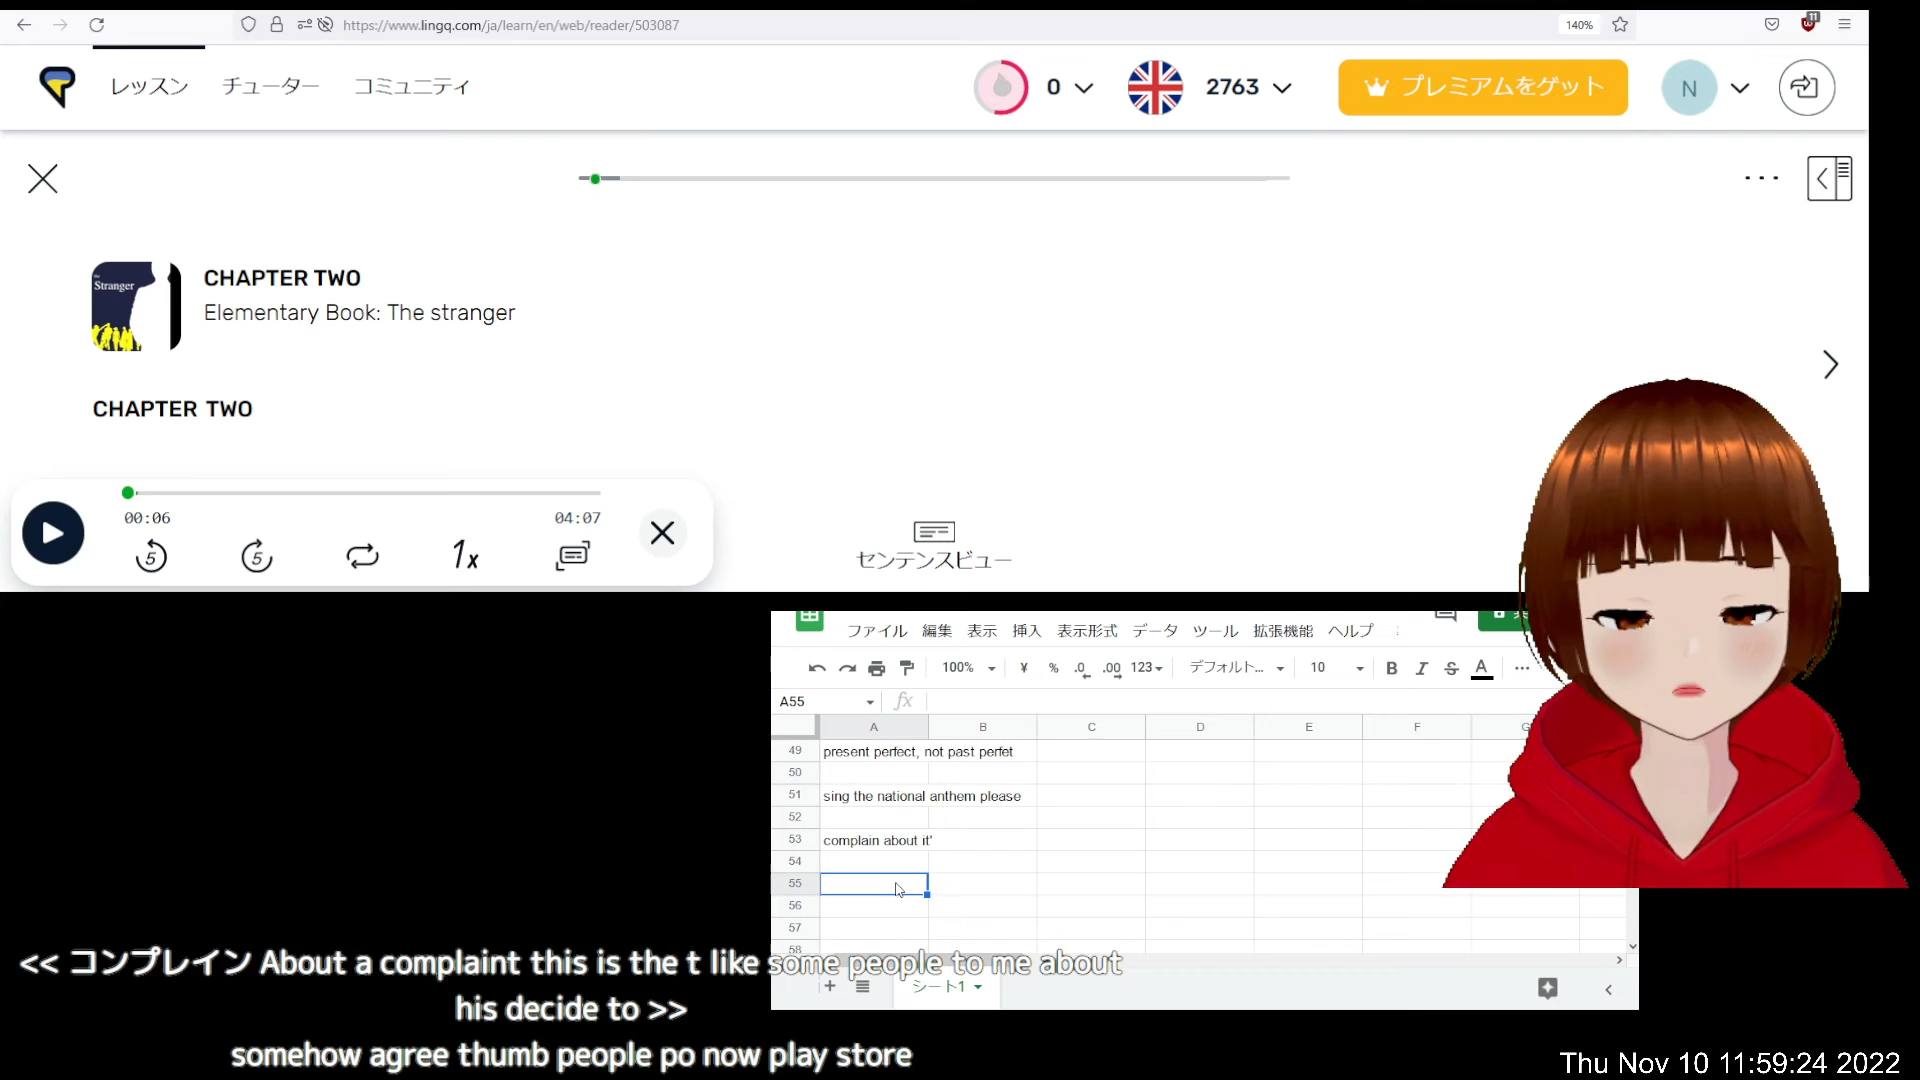 https://www.lingq.com/ja/learn/en/web/reader/503087
140%
11
レッスン
チューター
コミュニティ
0
2763
プレミアムをゲット
N
Stranger
CHAPTER TWO
Elementary Book: The stranger
CHAPTER TWO
00:06
04:07
5
5
1x
センテンスビュー
ファイル 編集 表示 挿入 表示形式 データ ツール 拡張機能 ヘルプ
100% ¥ % .0 .00 123 デフォルト... 10 B I S A
A55 fx
A B C D E F
49 present perfect, not past perfet
50
51 sing the national anthem please
52
53 complain about it'
54
55
56
57
58
シート1
<< コンプレイン About a complaint this is the t like some people to me about
his decide to >>
somehow agree thumb people po now play store
Thu Nov 10 11:59:24 2022